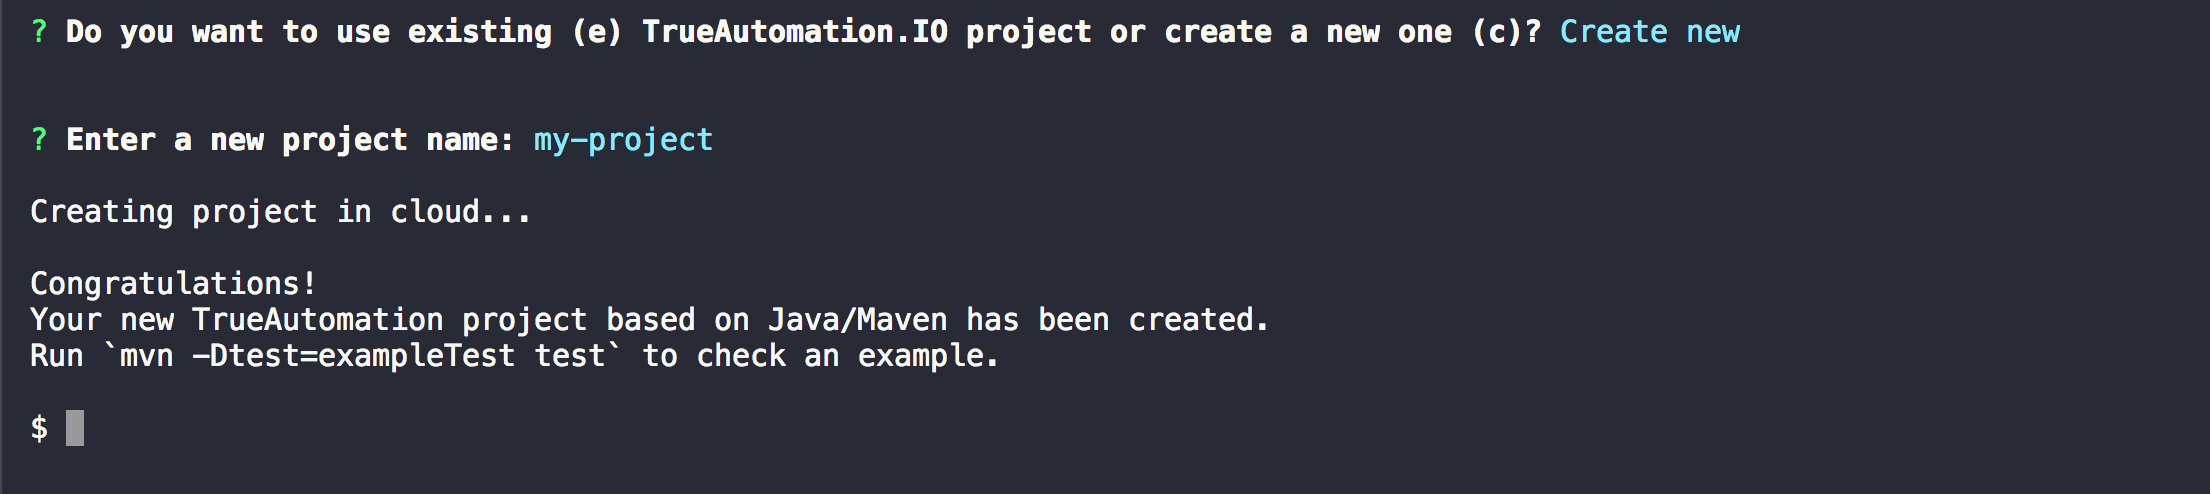 ? Do you want to use existing (e) TrueAutomation.IO project or create a new one (c)? Create new
? Enter a new project name: my-project
Creating project in cloud...
Congratulations!
Your new TrueAutomation project based on Java/Maven has been created.
Run `mvn -Dtest=exampleTest test` to check an example.
$